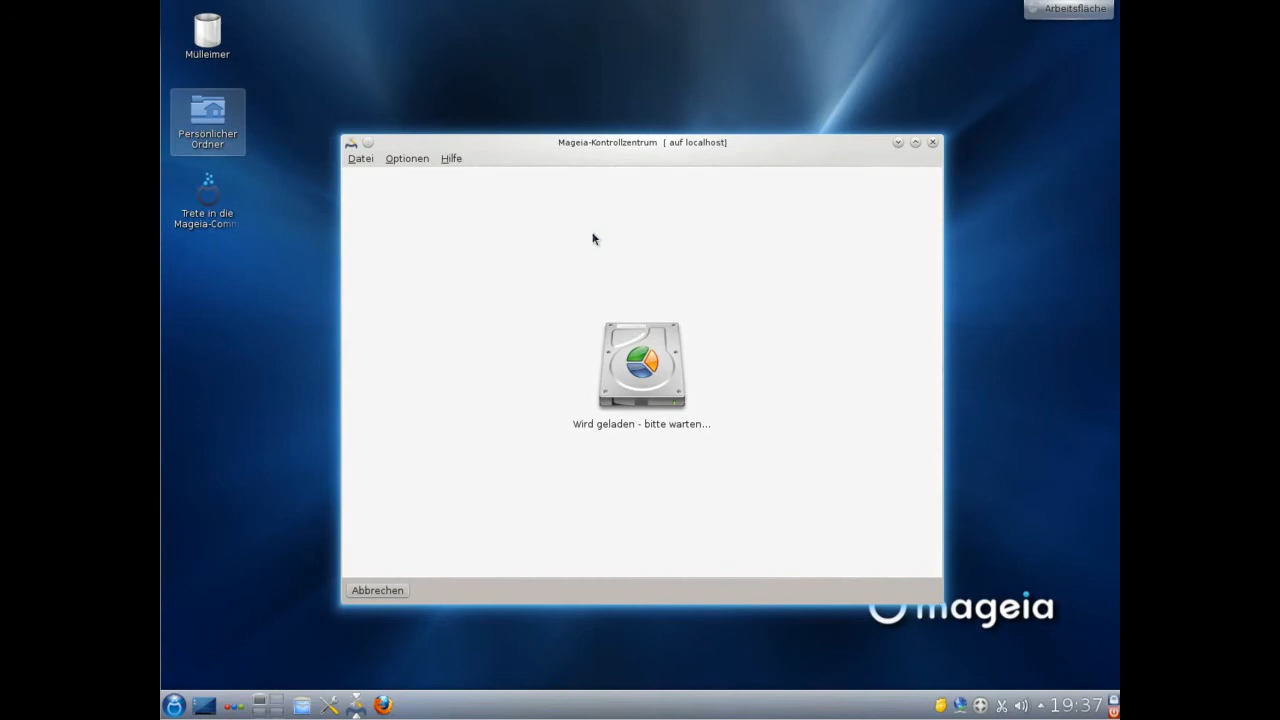 Arbeitsfläche
Mülleimer
Persönlicher
Ordner
Trete in die
Mageia-Comm
Mageia-Kontrollzentrum [ auf localhost]
Datei Optionen Hilfe
Wird geladen - bitte warten...
Abbrechen
mageia
19:37